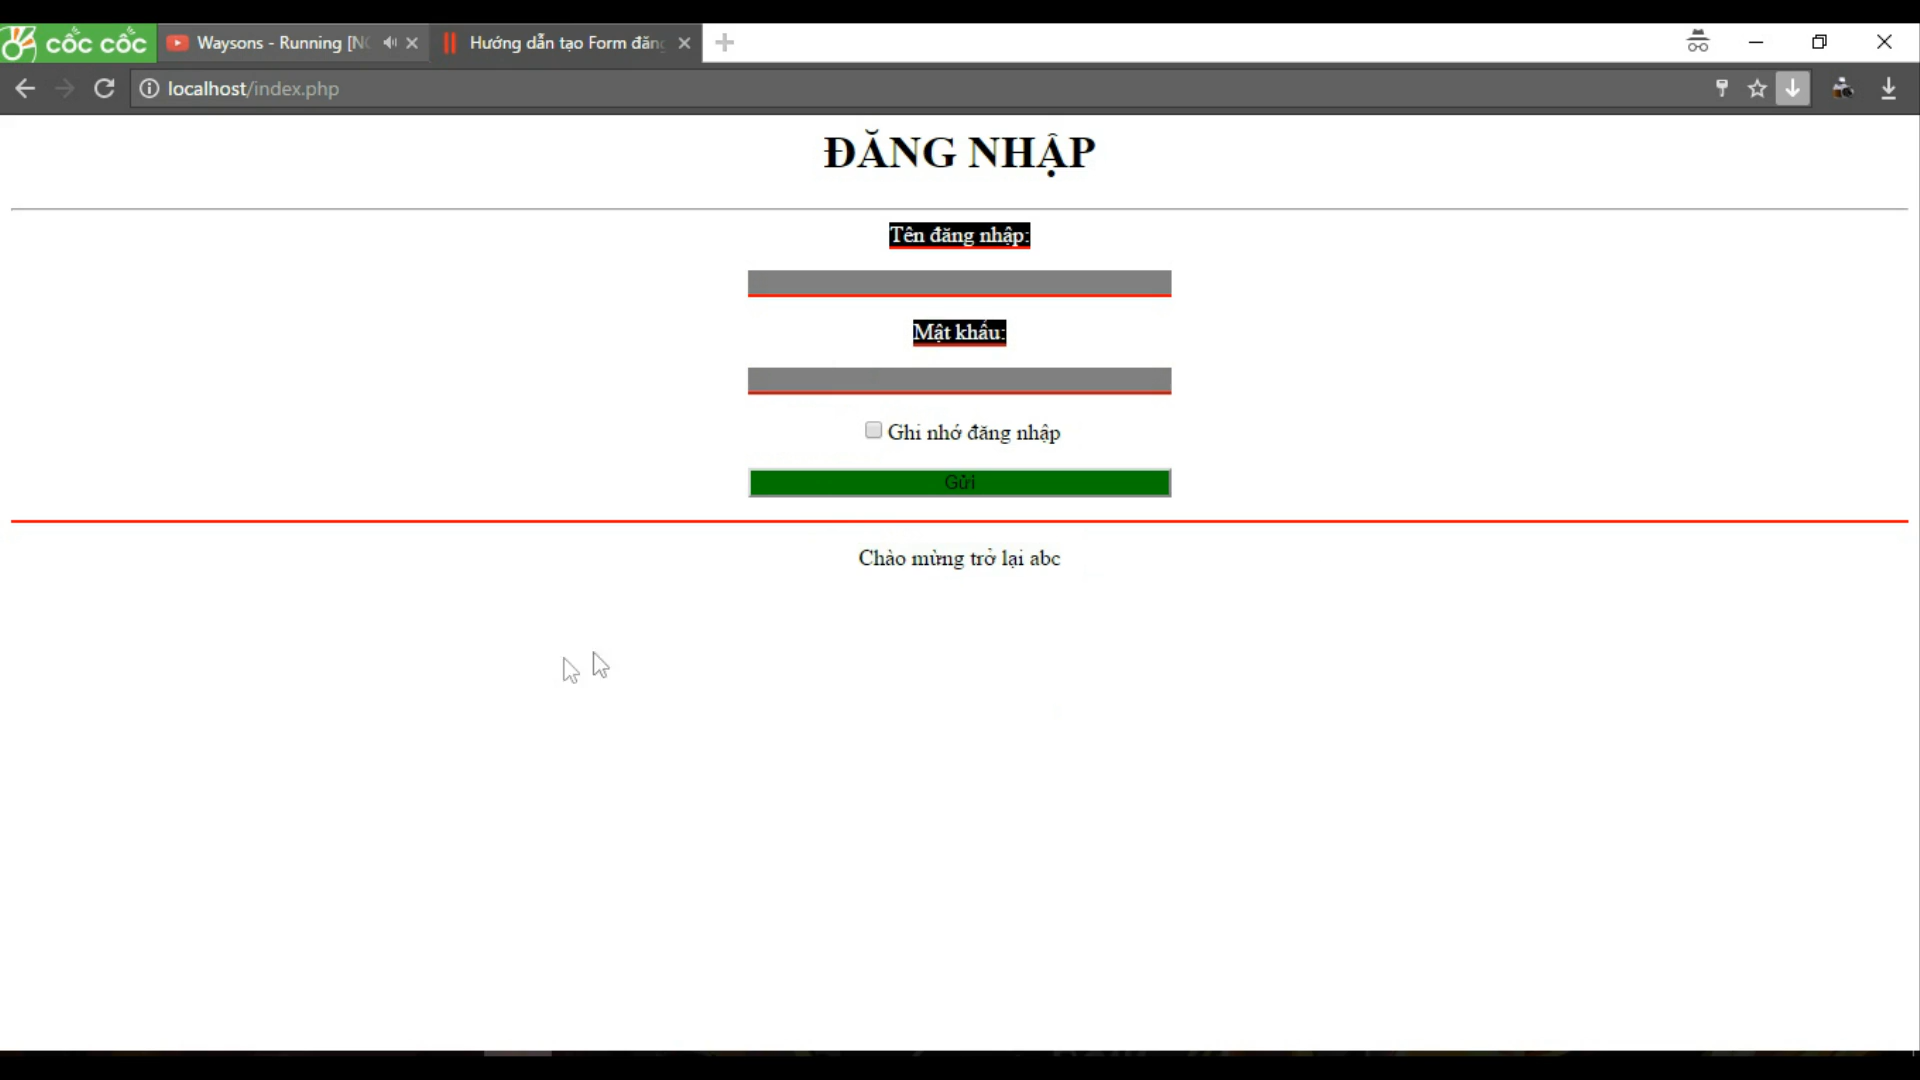 cốc cốc
Waysons - Running [N
Hướng dẫn tạo Form đăn
localhost/index.php
ĐĂNG NHẬP
Tên đăng nhập:
Mật khẩu:
Ghi nhớ đăng nhập
Gửi
Chào mừng trở lại abc